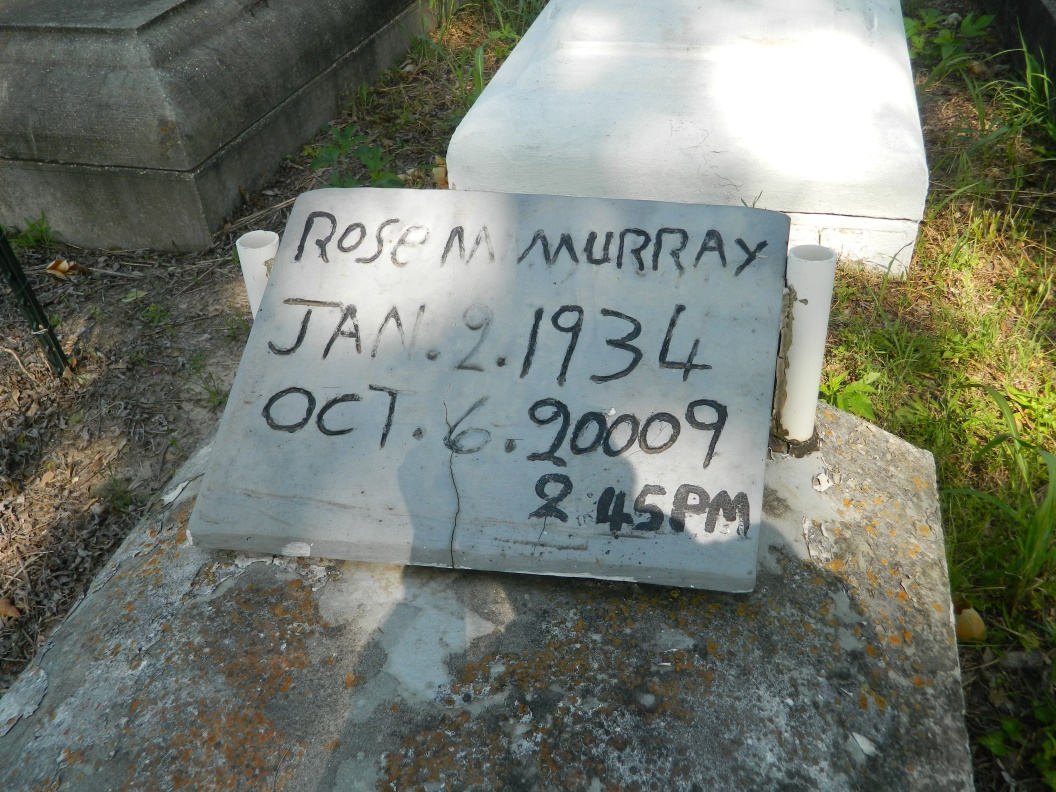 ROSE M MURRAY
JAN. 2. 1934
OCT. 6. 20009
2 45PM